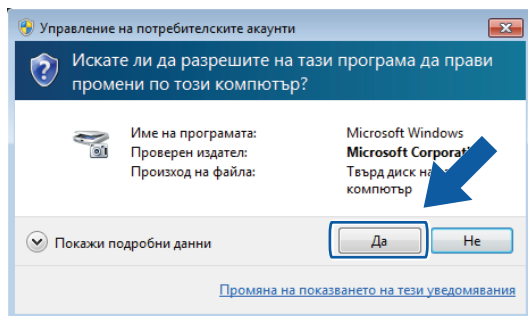 Управление на потребителските акаунти
Искате ли да разрешите на тази програма да прави
промени по този компютър?
Име на програмата: Microsoft Windows
Проверен издател: Microsoft
Произход на файла: Твърд диск
компютър
Покажи подробни данни
Да
Не
Промяна на показването на тези уведомявания